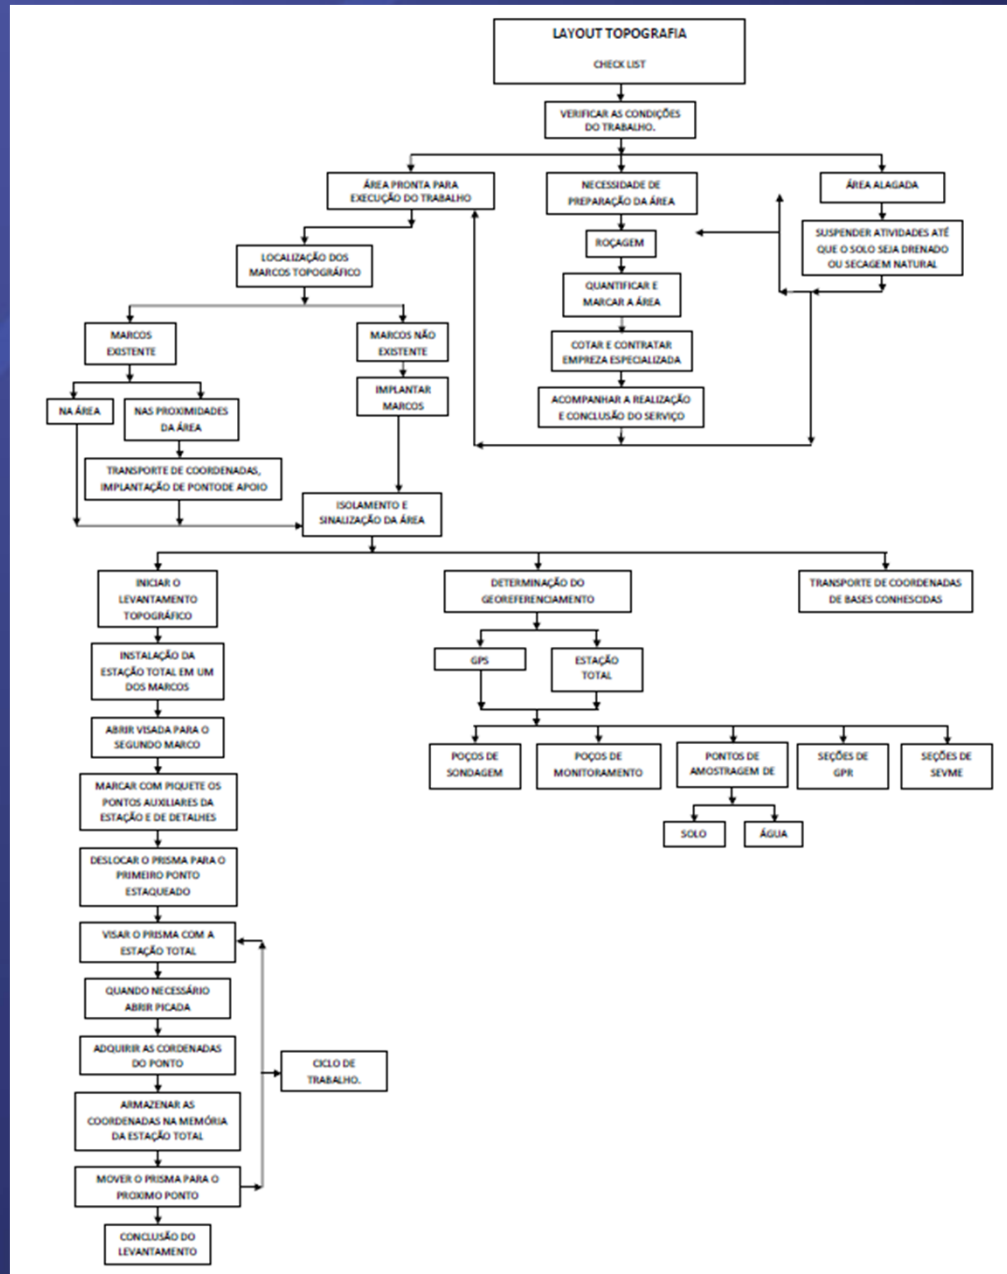 LAYOUT TOPOGRAFIA
CHECK LIST
VERIFICAR AS CONDIÇÕES
DO TRABALHO.
ÁREA PRONTA PARA
EXECUÇÃO DO TRABALHO
NECESSIDADE DE
PREPARAÇÃO DA ÁREA
ÁREA ALAGADA
SUSPENDER ATIVIDADES ATÉ
QUE O SOLO SEJA DRENADO
OU SECAGEM NATURAL
ROÇAGEM
LOCALIZAÇÃO DOS
MARCOS TOPOGRÁFICO
QUANTIFICAR E
MARCAR A ÁREA
MARCOS
EXISTENTE
MARCOS NÃO
EXISTENTE
COTAR E CONTRATAR
EMPREZA ESPECIALIZADA
IMPLANTAR
MARCOS
ACOMPANHAR A REALIZAÇÃO
E CONCLUSÃO DO SERVIÇO
NA ÁREA
NAS PROXIMIDADES
DA ÁREA
TRANSPORTE DE COORDENADAS,
IMPLANTAÇÃO DE PONTODE APOIO
ISOLAMENTO E
SINALIZAÇÃO DA ÁREA
INICIAR O
LEVANTAMENTO
TOPOGRÁFICO
DETERMINAÇÃO DO
GEOREFERENCIAMENTO
TRANSPORTE DE COORDENADAS
DE BASES CONHESCIDAS
INSTALAÇÃO DA
ESTAÇÃO TOTAL EM UM
DOS MARCOS
GPS
ESTAÇÃO
TOTAL
ABRIR VISADA PARA O
SEGUNDO MARCO
POÇOS DE
SONDAGEM
POÇOS DE
MONITORAMENTO
PONTOS DE
AMOSTRAGEM DE
SEÇÕES DE
GPR
SEÇÕES DE
SEVME
MARCAR COM PIQUETE OS
PONTOS AUXILIARES DA
ESTAÇÃO E DE DETALHES
SOLO
ÁGUA
DESLOCAR O PRISMA PARA O
PRIMEIRO PONTO
ESTAQUEADO
VISAR O PRISMA COM A
ESTAÇÃO TOTAL
QUANDO NECESSÁRIO
ABRIR PICADA
ADQUIRIR AS CORDENADAS
DO PONTO
CICLO DE
TRABALHO.
ARMAZENAR AS
COORDENADAS NA MEMÓRIA
DA ESTAÇÃO TOTAL
MOVER O PRISMA PARA O
PROXIMO PONTO
CONCLUSÃO DO
LEVANTAMENTO